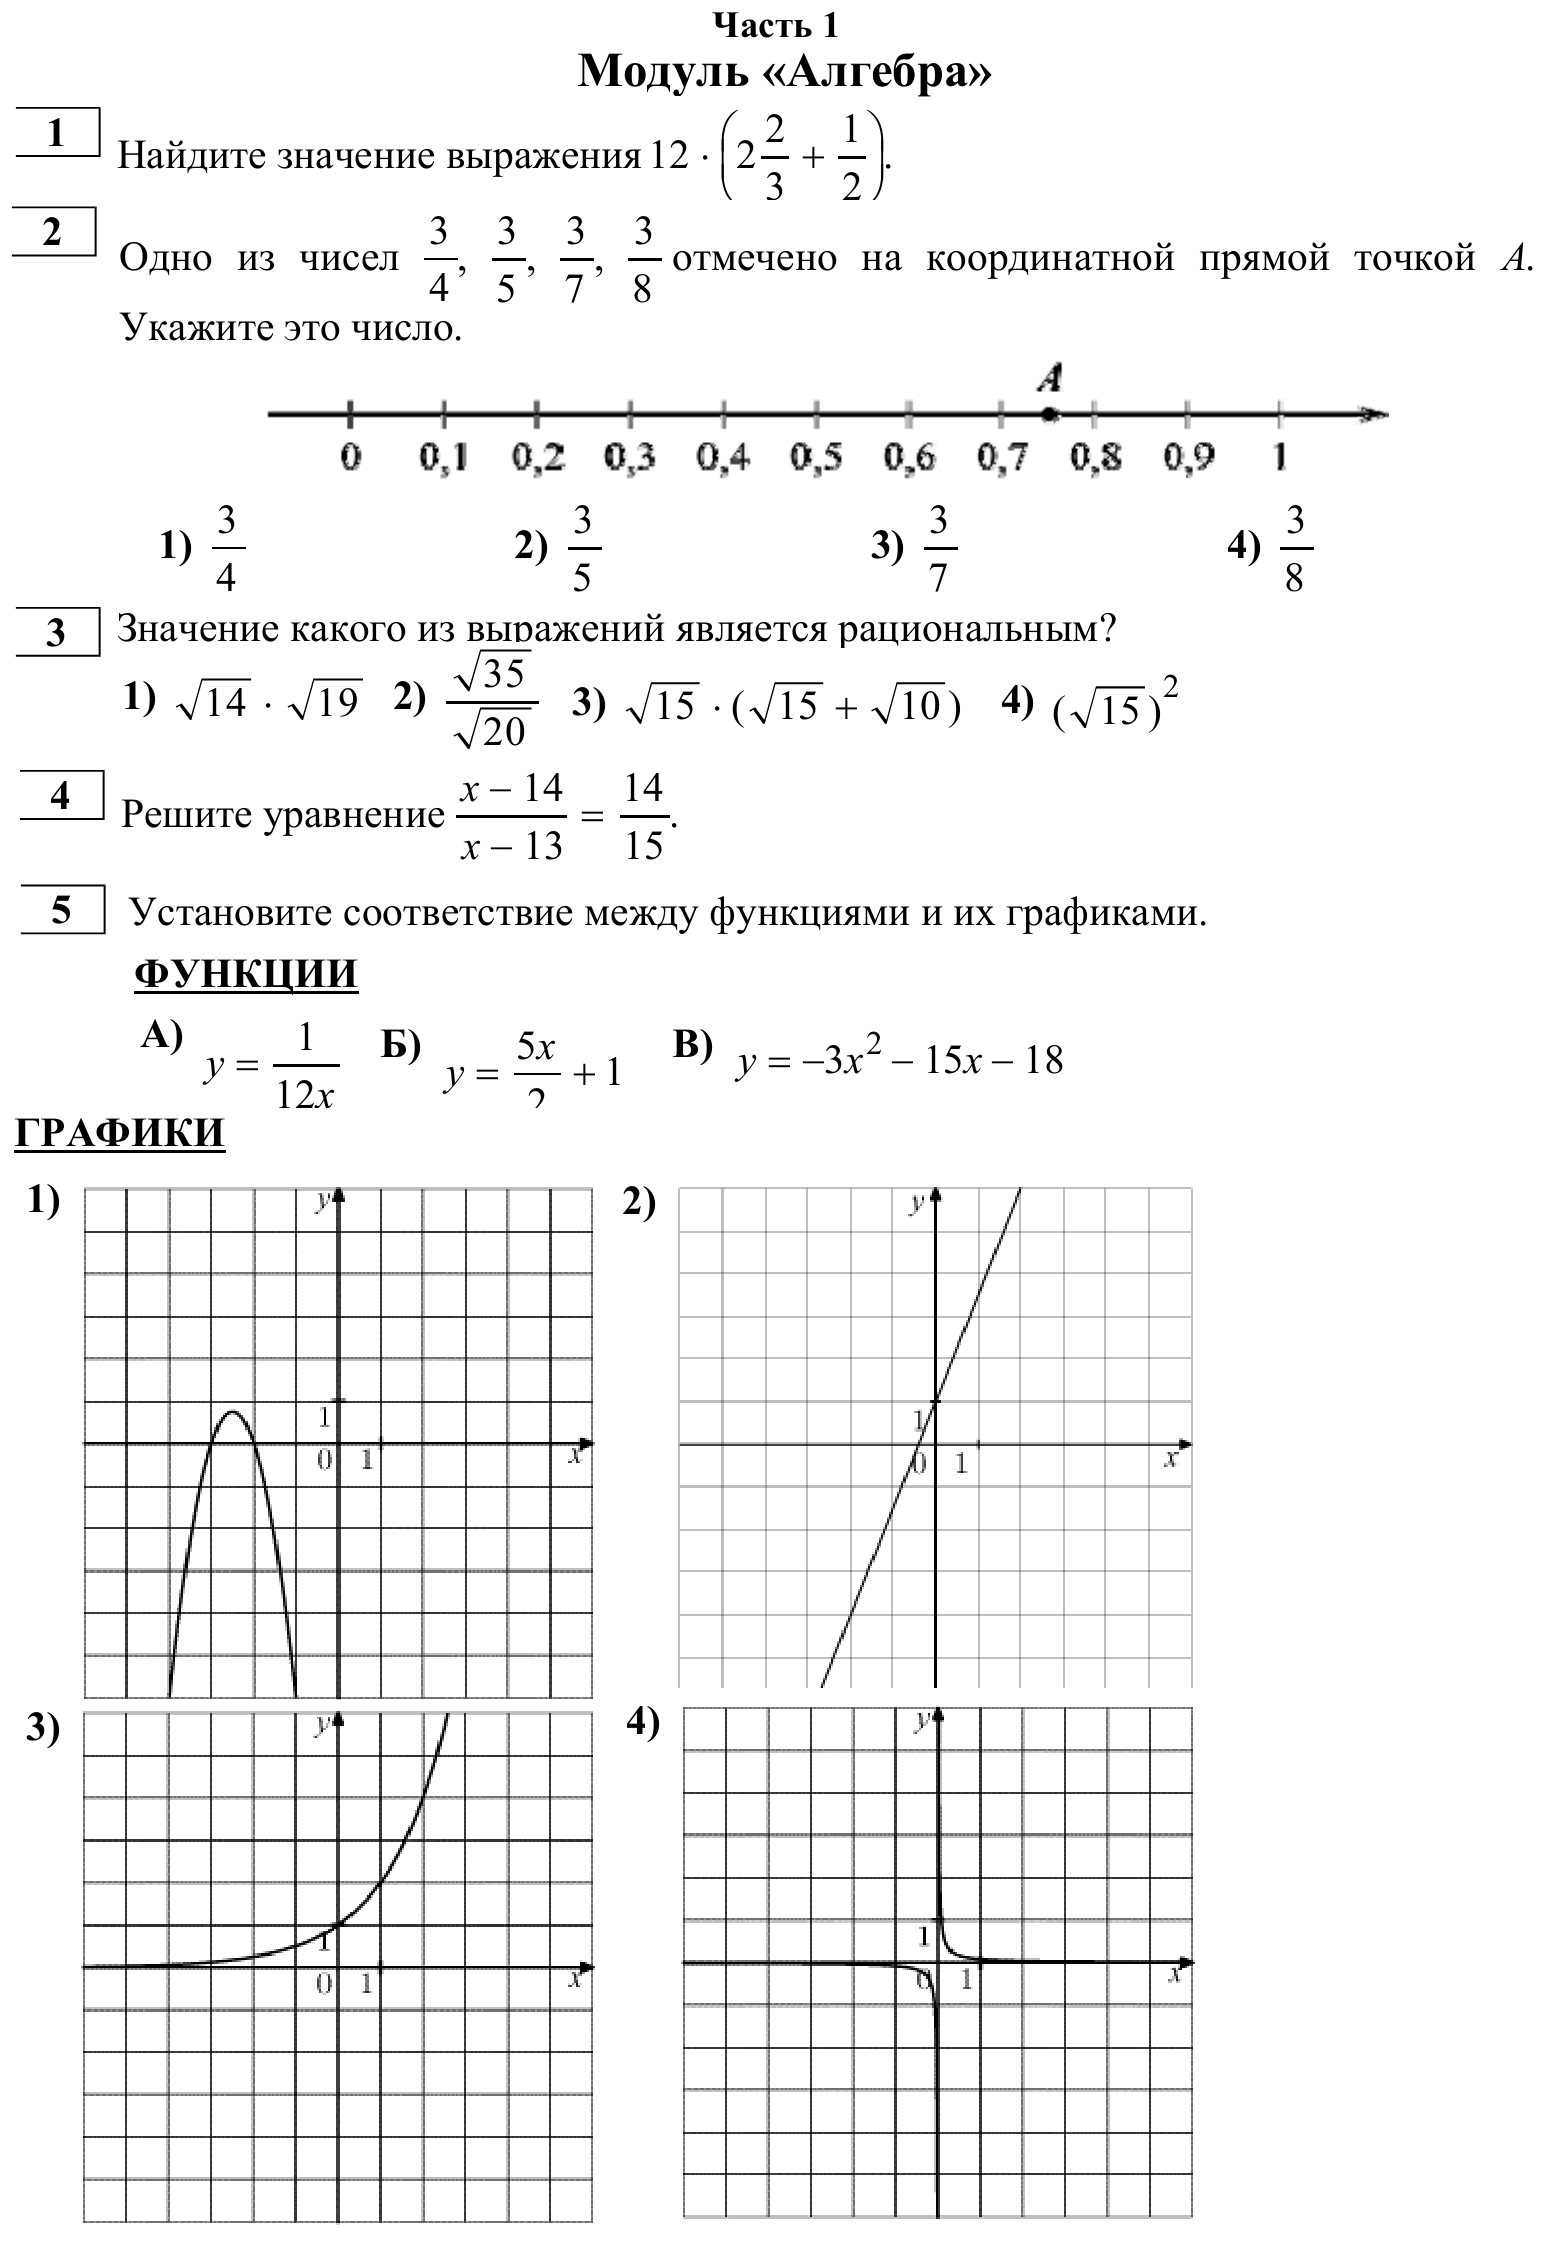 Часть 1
Модуль «Алгебра»
1 Найдите значение выражения 12 · (2 2/3 + 1/2).
2 Одно из чисел 3/4, 3/5, 3/7, 3/8 отмечено на координатной прямой точкой A.
Укажите это число.
A
0 0,1 0,2 0,3 0,4 0,5 0,6 0,7 0,8 0,9 1
1) 3/4 2) 3/5 3) 3/7 4) 3/8
3 Значение какого из выражений является рациональным?
1) √14 · √19 2) √35/√20 3) √15 · (√15 + √10) 4) (√15)²
4 Решите уравнение (x − 14)/(x − 13) = 14/15.
5 Установите соответствие между функциями и их графиками.
ФУНКЦИИ
А) y = 1/(12x) Б) y = 5x/2 + 1 В) y = −3x² − 15x − 18
ГРАФИКИ
1) y 1 0 1 x
2) y 1 0 1 x
3) y 1 0 1 x
4) y 1 0 1 x